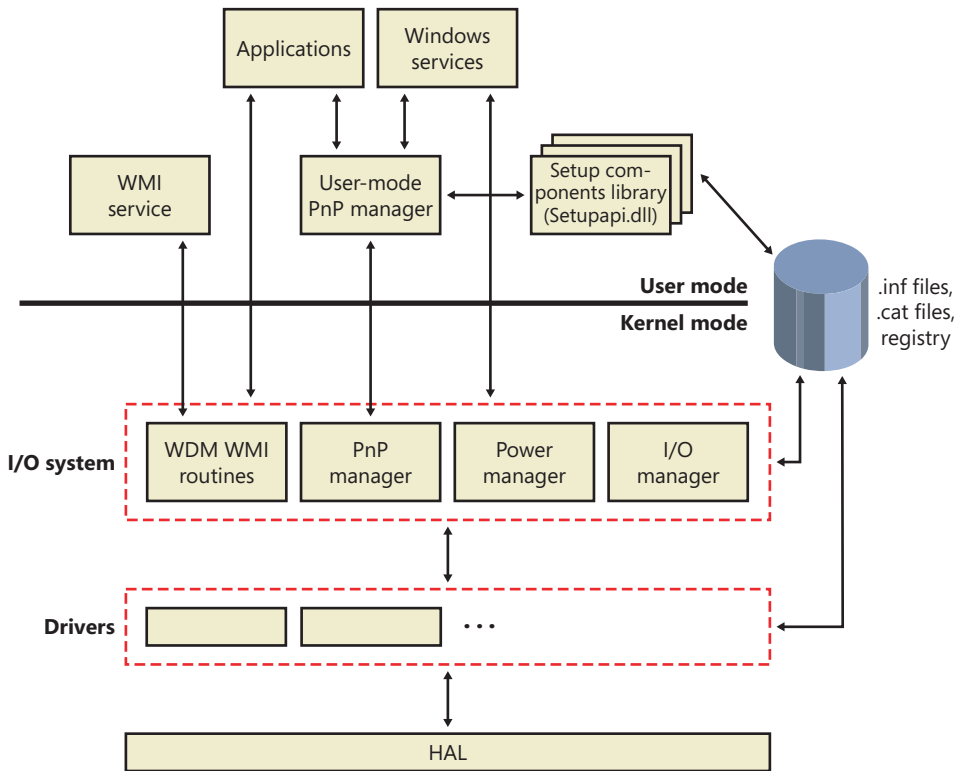 Applications
Windows
services
WMI
service
User-mode
PnP manager
Setup com-
ponents library
(Setupapi.dll)
User mode
Kernel mode
.inf files,
.cat files,
registry
I/O system
WDM WMI
routines
PnP
manager
Power
manager
I/O
manager
Drivers
...
HAL